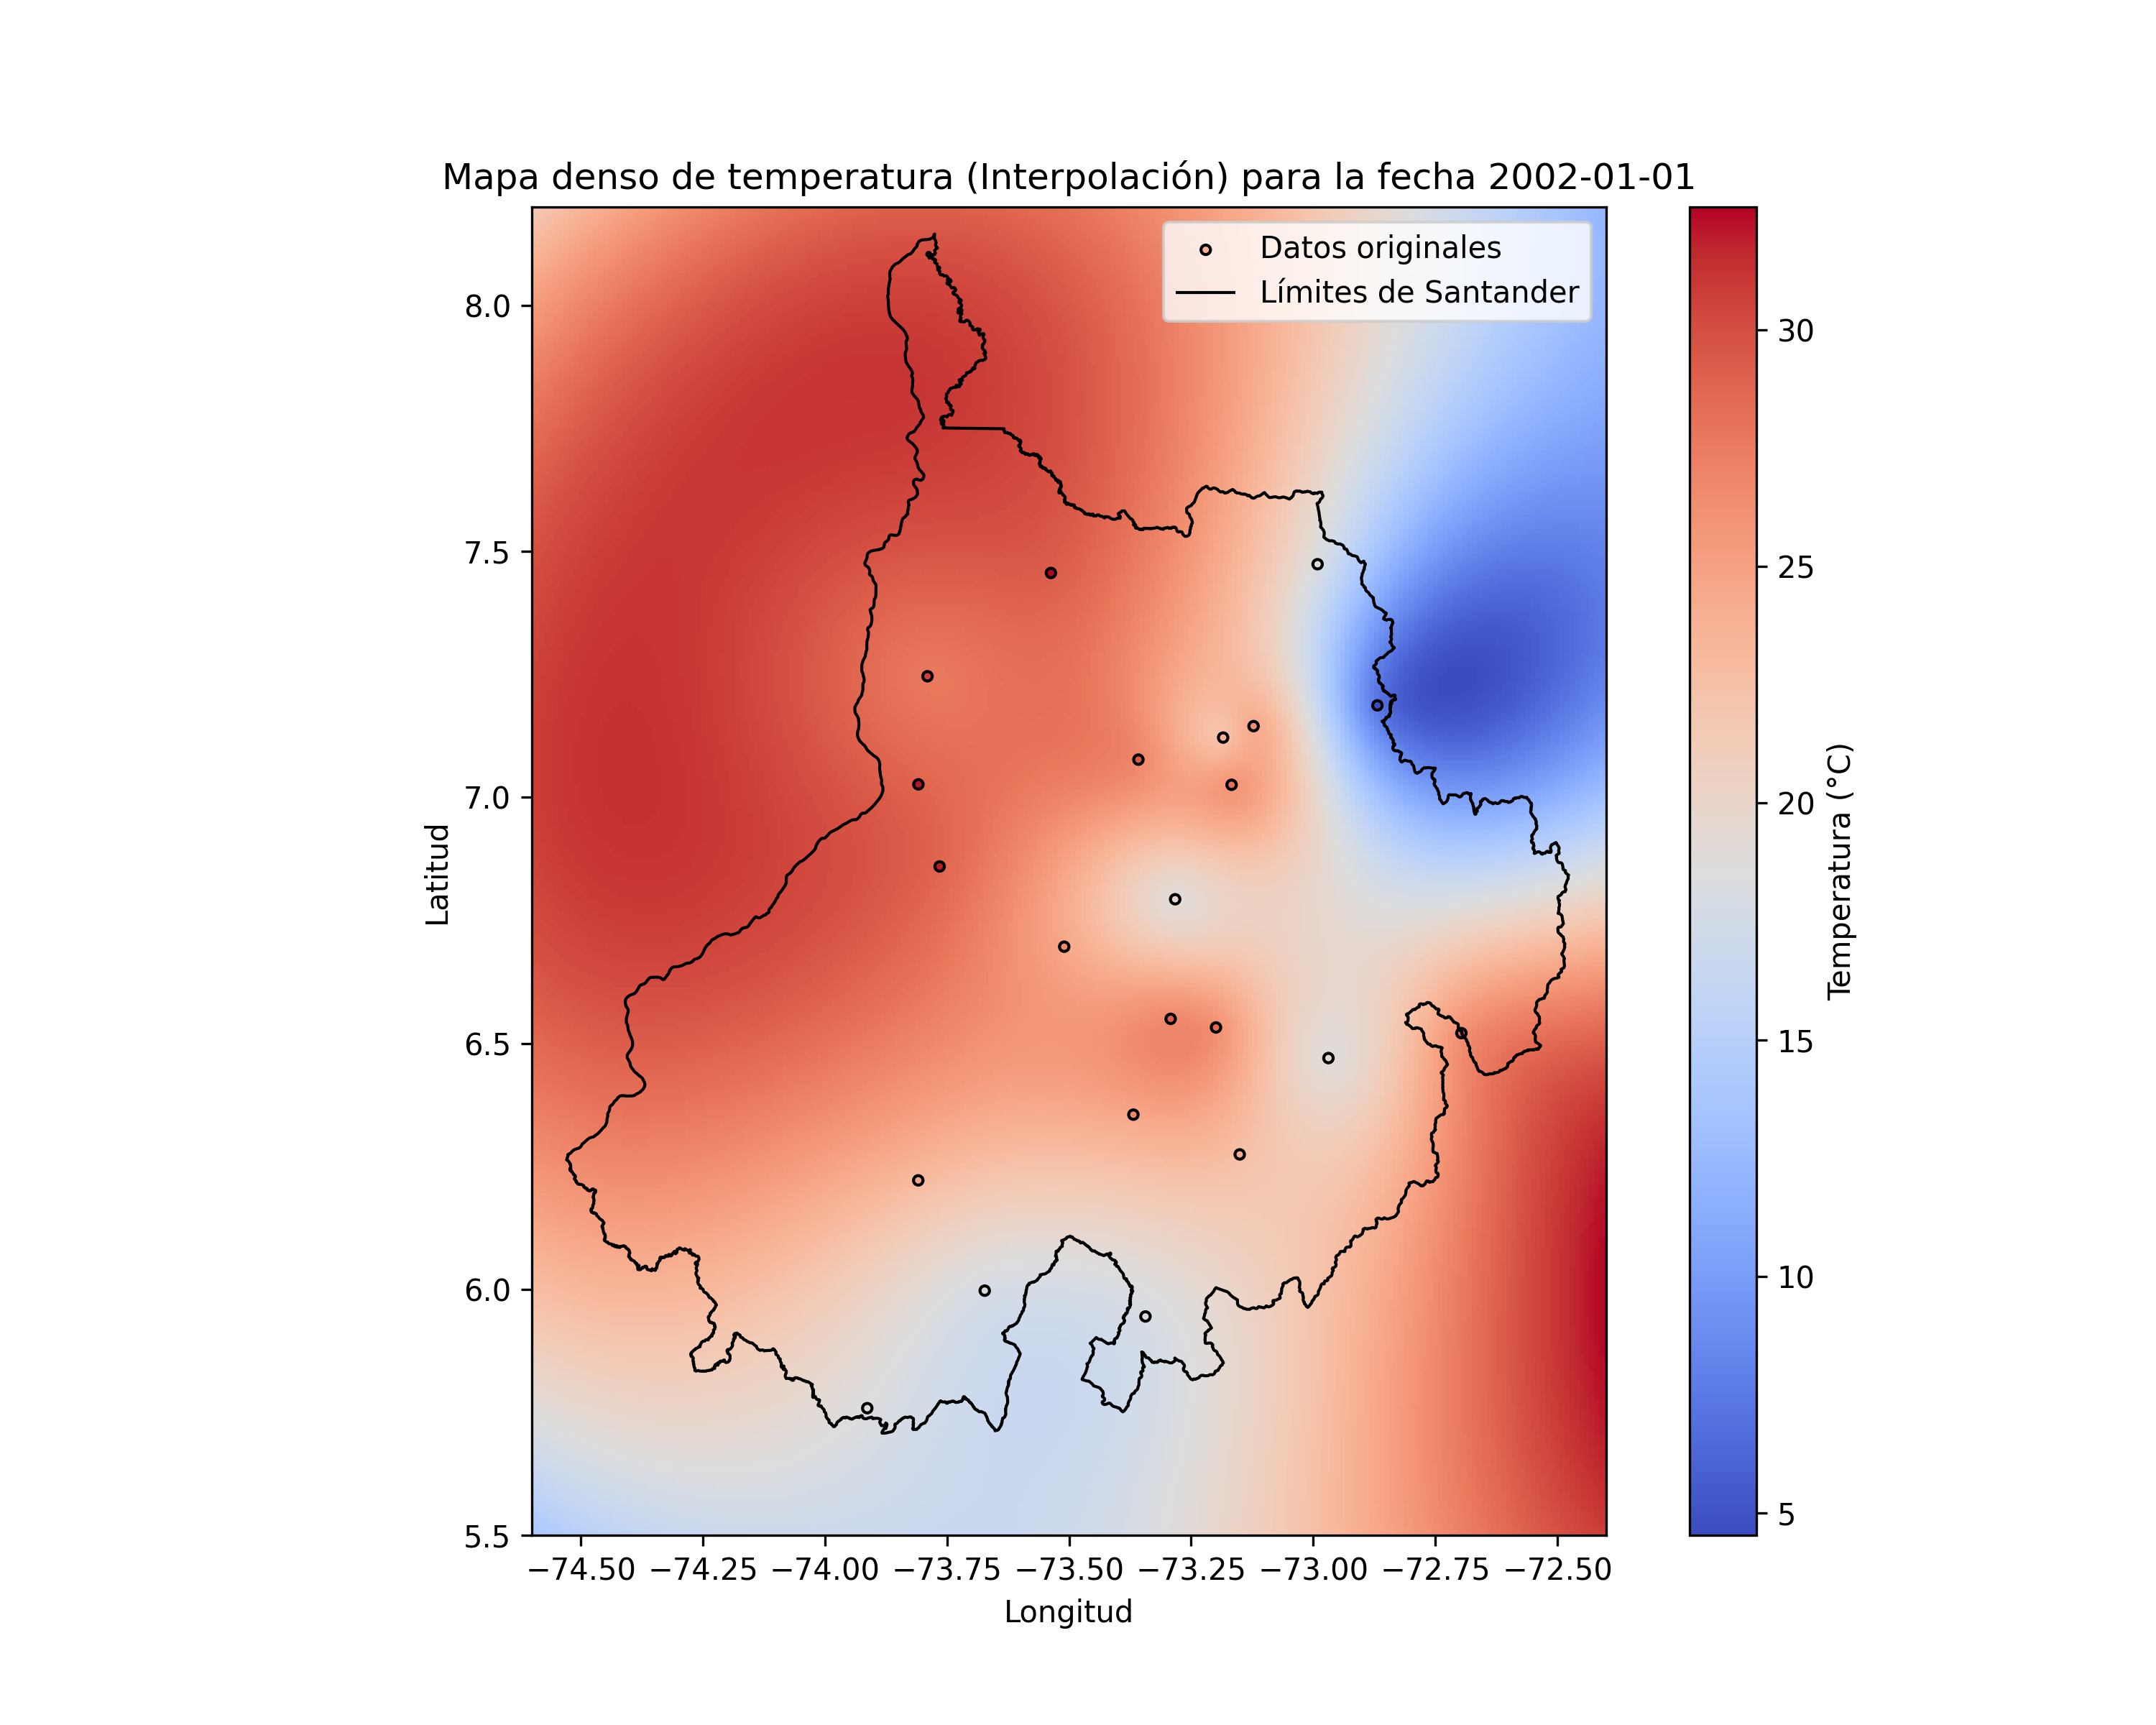 Mapa denso de temperatura (Interpolación) para la fecha 2002-01-01
Datos originales
Límites de Santander
8.0
7.5
7.0
6.5
6.0
5.5
Latitud
−74.50 −74.25 −74.00 −73.75 −73.50 −73.25 −73.00 −72.75 −72.50
Longitud
30
25
20
15
10
5
Temperatura (°C)